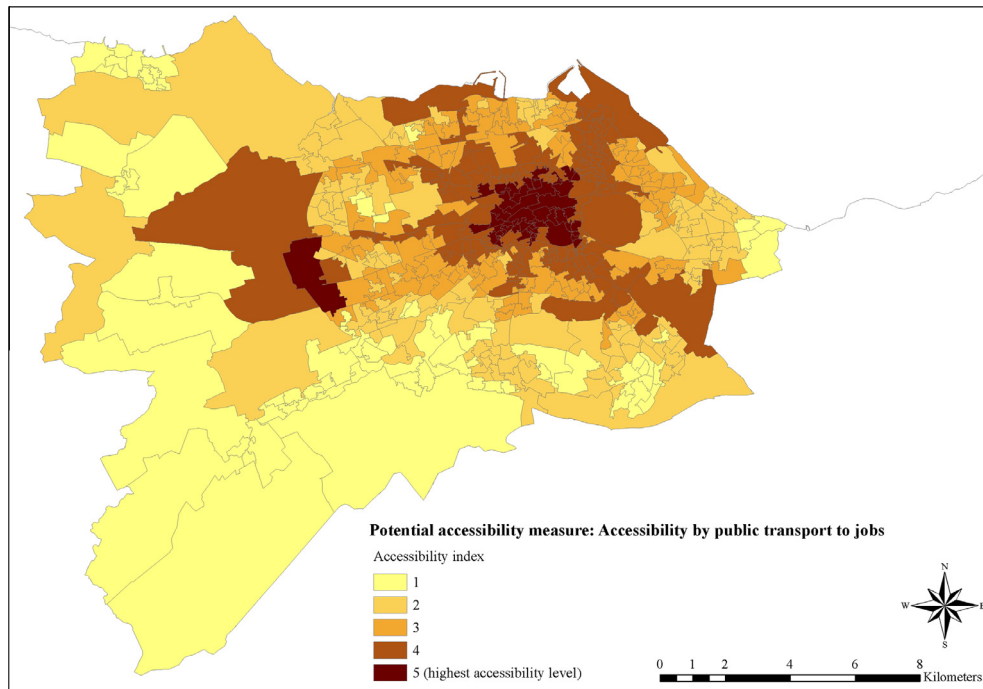 Potential accessibility measure: Accessibility by public transport to jobs
Accessibility index
1
2
3
4
5 (highest accessibility level)
N
W E
S
0 1 2 4 6 8
Kilometers